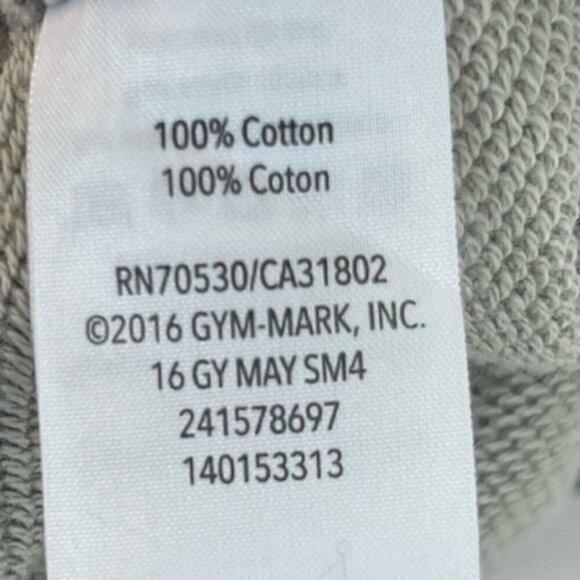 100% Cotton
100% Coton
RN70530/CA31802
©2016 GYM-MARK, INC.
16 GY MAY SM4
241578697
140153313